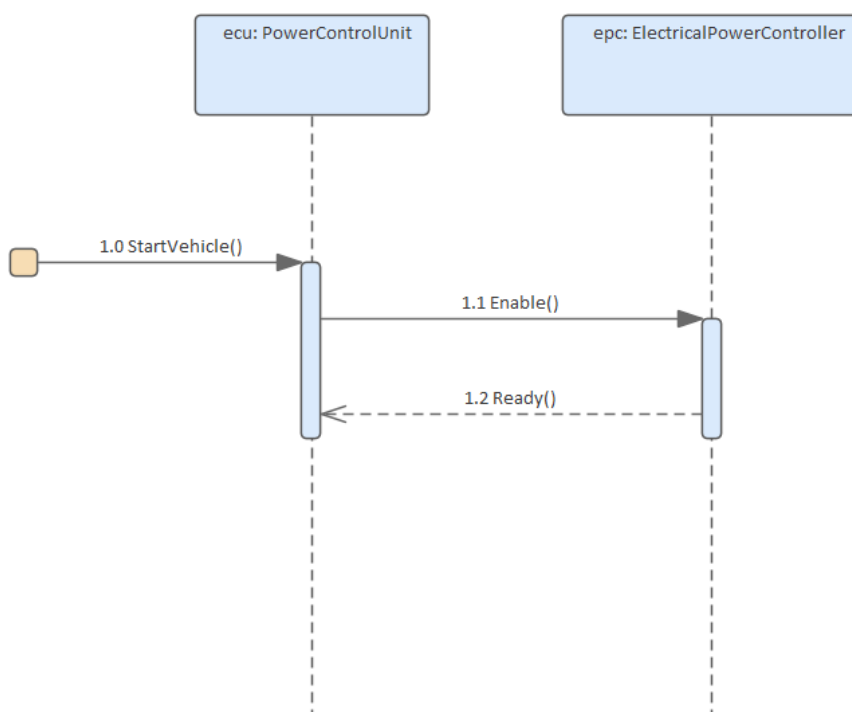 ecu: PowerControlUnit
epc: ElectricalPowerController
1.0 StartVehicle()
1.1 Enable()
1.2 Ready()